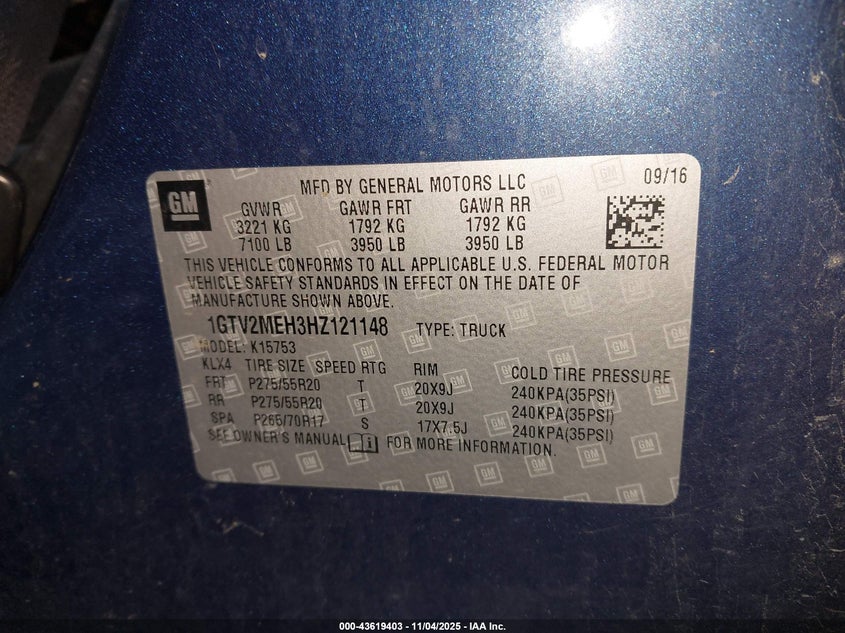 GM
MFD BY GENERAL MOTORS LLC
09/16
GVWR GAWR FRT GAWR RR
3221 KG 1792 KG 1792 KG
7100 LB 3950 LB 3950 LB
THIS VEHICLE CONFORMS TO ALL APPLICABLE U.S. FEDERAL MOTOR
VEHICLE SAFETY STANDARDS IN EFFECT ON THE DATE OF
MANUFACTURE SHOWN ABOVE.
1GTV2MEH3HZ121148 TYPE: TRUCK
MODEL: K15753
KLX4 TIRE SIZE SPEED RTG RIM COLD TIRE PRESSURE
FRT P275/55R20 T 20X9J 240KPA(35PSI)
RR P275/55R20 T 20X9J 240KPA(35PSI)
SPA P265/70R17 S 17X7.5J 240KPA(35PSI)
SEE OWNER'S MANUAL i FOR MORE INFORMATION.
000-43619403 - 11/04/2025 - IAA Inc.